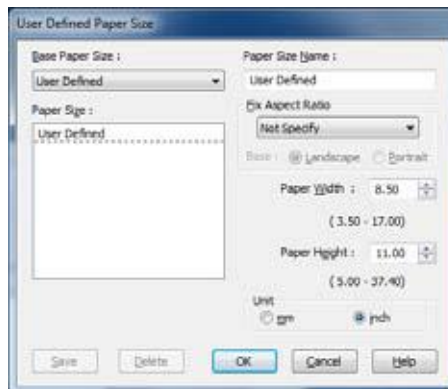 User Defined Paper Size
Base Paper Size :
User Defined
Paper Size :
User Defined
Paper Size Name :
User Defined
Fix Aspect Ratio
Not Specify
Base : Landscape Portrait
Paper Width : 8.50
( 3.50 - 17.00)
Paper Height : 11.00
( 5.00 - 37.40)
Unit
mm inch
Save Delete OK Cancel Help